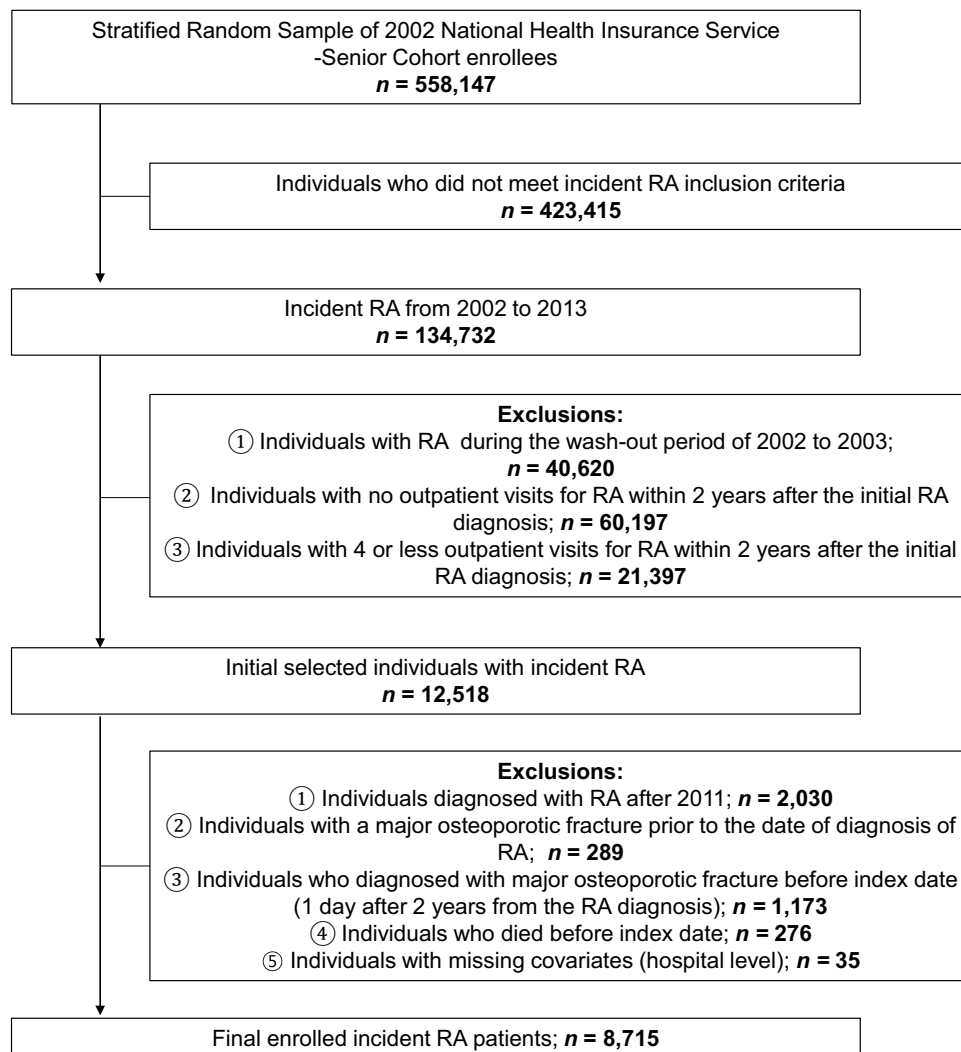 Stratified Random Sample of 2002 National Health Insurance Service
-Senior Cohort enrollees
n = 558,147
Individuals who did not meet incident RA inclusion criteria
n = 423,415
Incident RA from 2002 to 2013
n = 134,732
Exclusions:
① Individuals with RA during the wash-out period of 2002 to 2003;
n = 40,620
② Individuals with no outpatient visits for RA within 2 years after the initial RA
diagnosis; n = 60,197
③ Individuals with 4 or less outpatient visits for RA within 2 years after the initial
RA diagnosis; n = 21,397
Initial selected individuals with incident RA
n = 12,518
Exclusions:
① Individuals diagnosed with RA after 2011; n = 2,030
② Individuals with a major osteoporotic fracture prior to the date of diagnosis of
RA; n = 289
③ Individuals who diagnosed with major osteoporotic fracture before index date
(1 day after 2 years from the RA diagnosis); n = 1,173
④ Individuals who died before index date; n = 276
⑤ Individuals with missing covariates (hospital level); n = 35
Final enrolled incident RA patients; n = 8,715